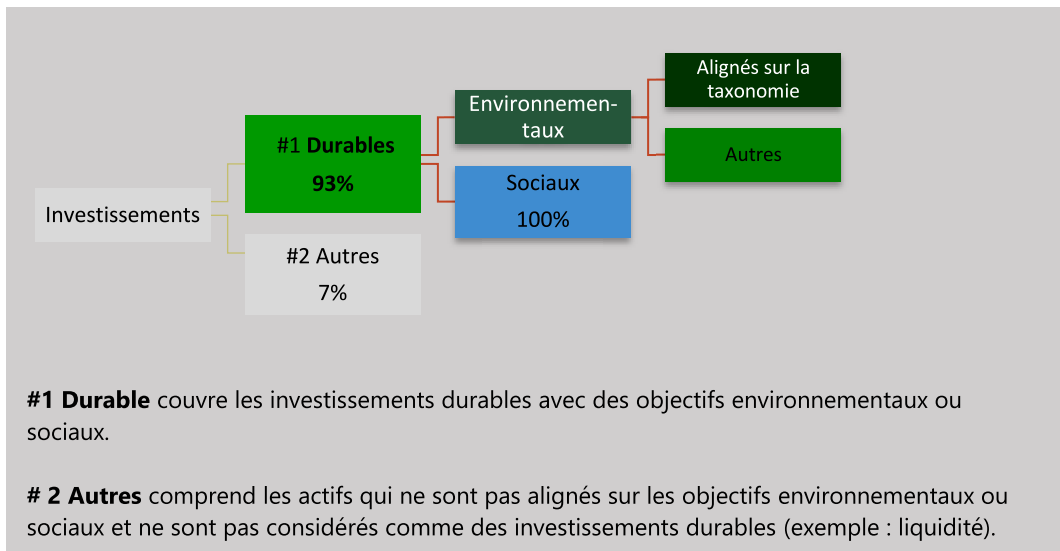 Investissements
#1 Durables
93%
#2 Autres
7%
Environnemen-
taux
Sociaux
100%
Alignés sur la
taxonomie
Autres
#1 Durable couvre les investissements durables avec des objectifs environnementaux ou
sociaux.
# 2 Autres comprend les actifs qui ne sont pas alignés sur les objectifs environnementaux ou
sociaux et ne sont pas considérés comme des investissements durables (exemple : liquidité).